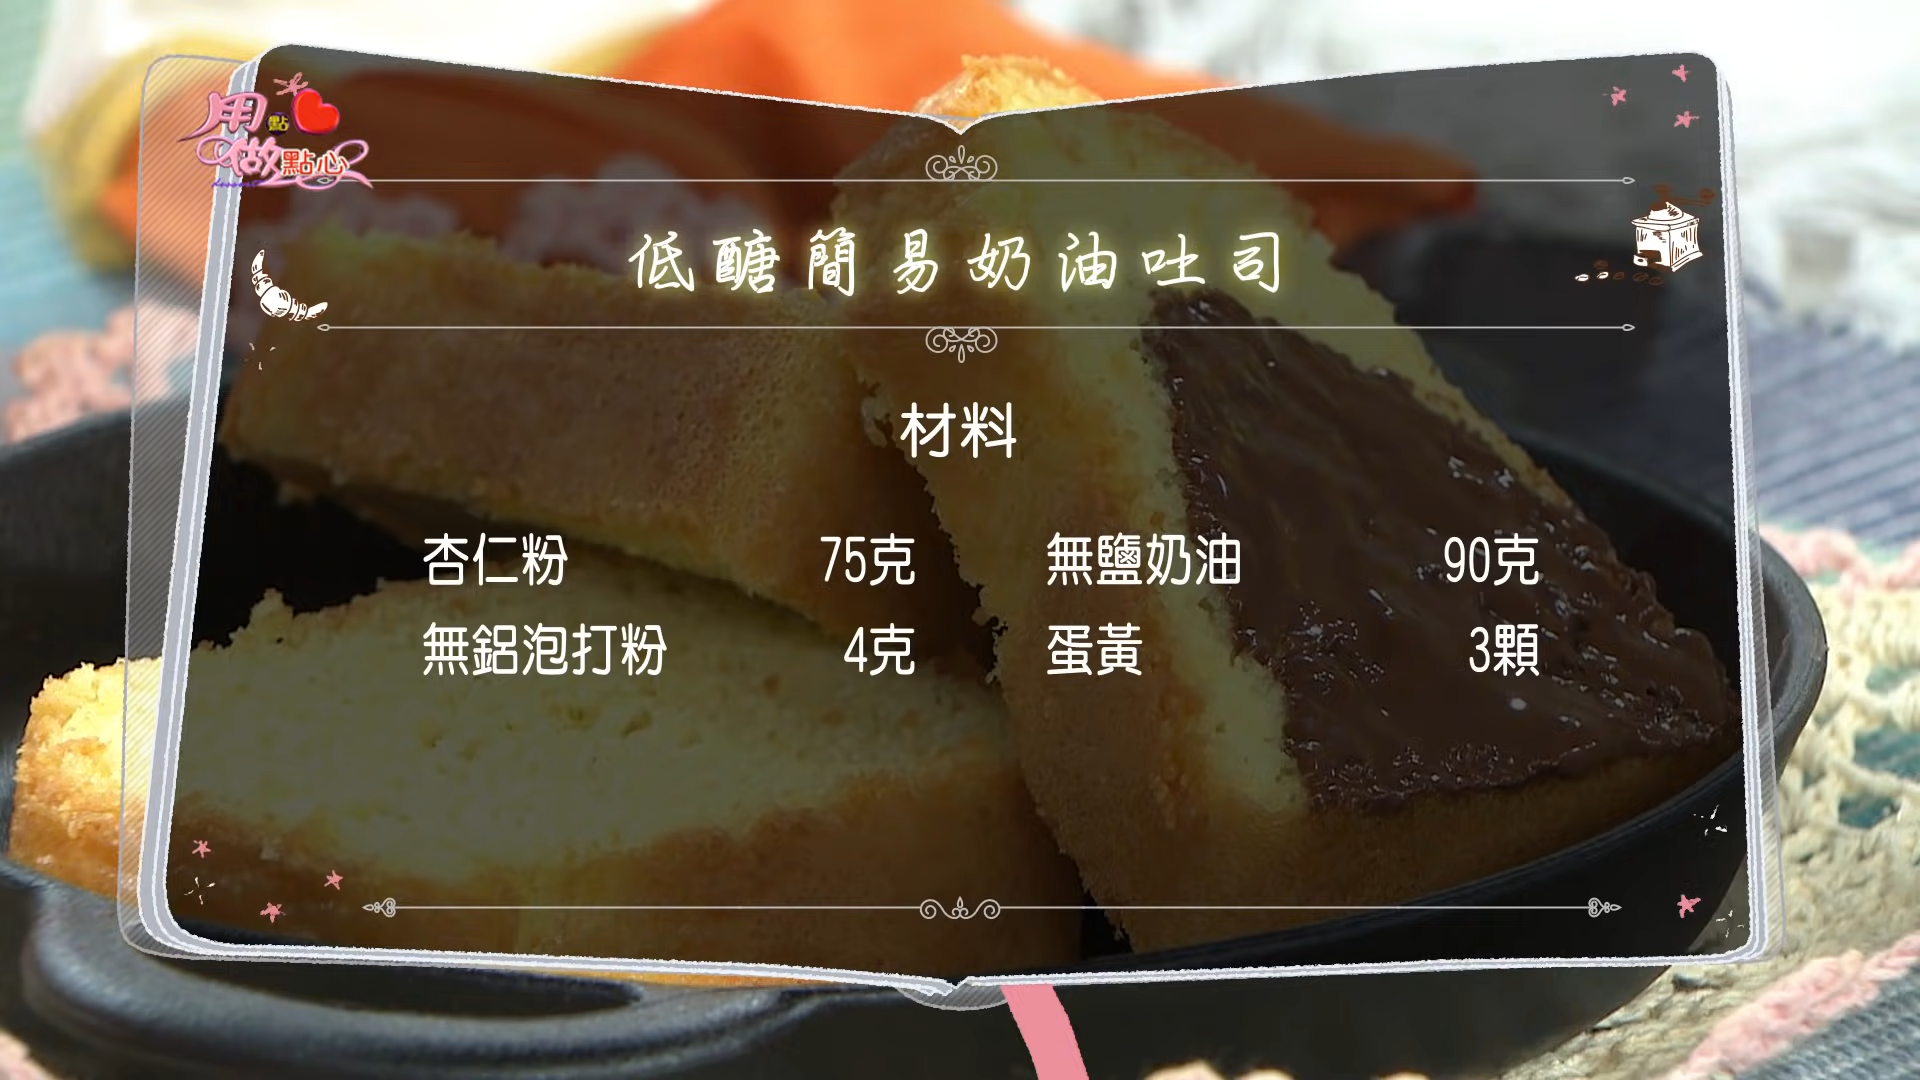 用點
做點心
dessert
低醣簡易奶油吐司
材料
杏仁粉 75克 無鹽奶油 90克
無鋁泡打粉 4克 蛋黃 3顆